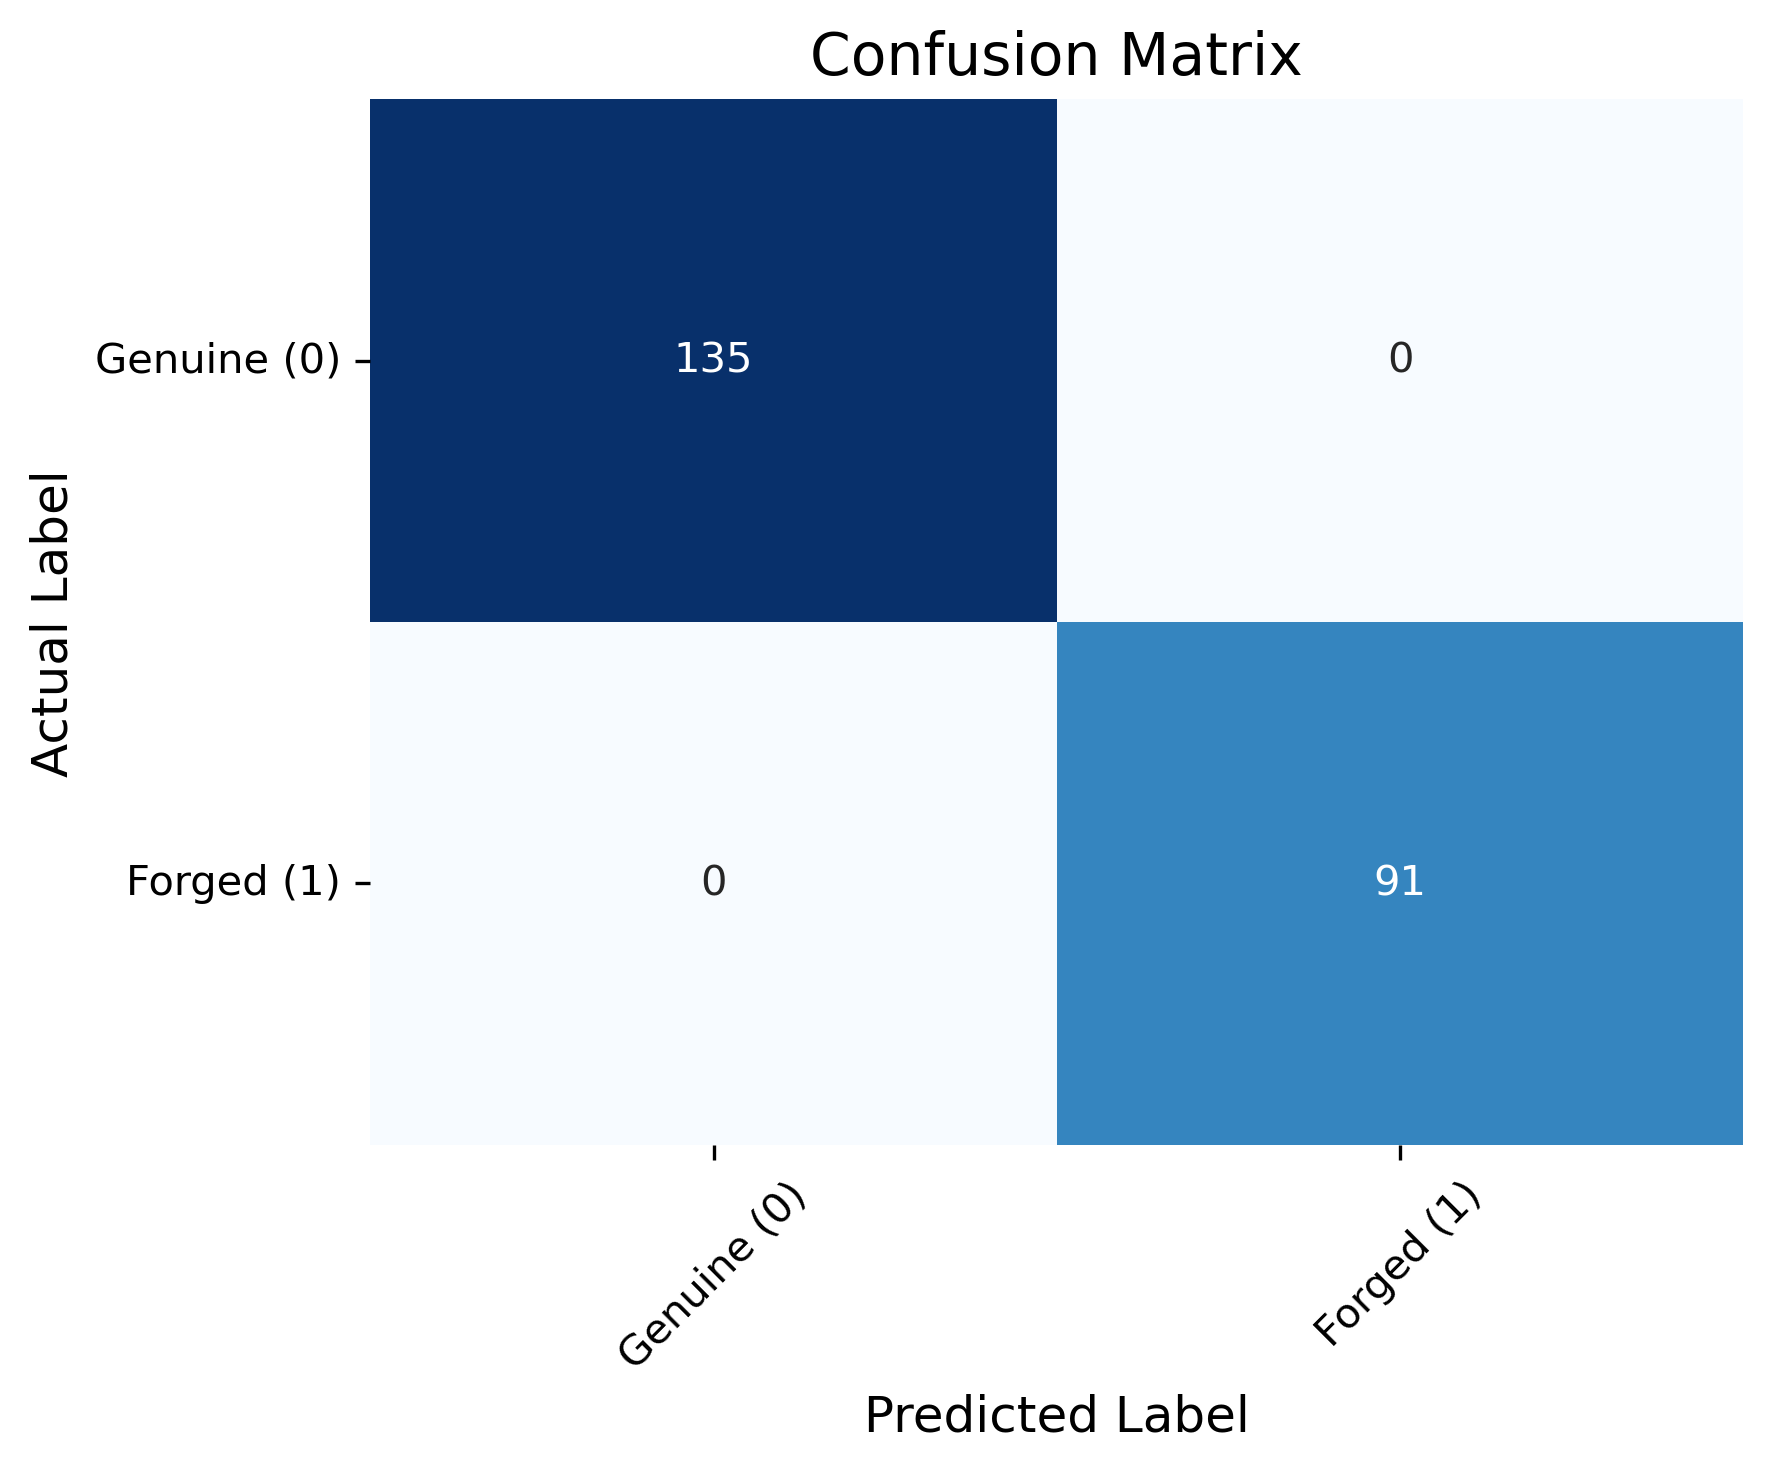 Confusion Matrix
Actual Label
Genuine (0)
135
0
Forged (1)
0
91
Genuine (0)
Forged (1)
Predicted Label